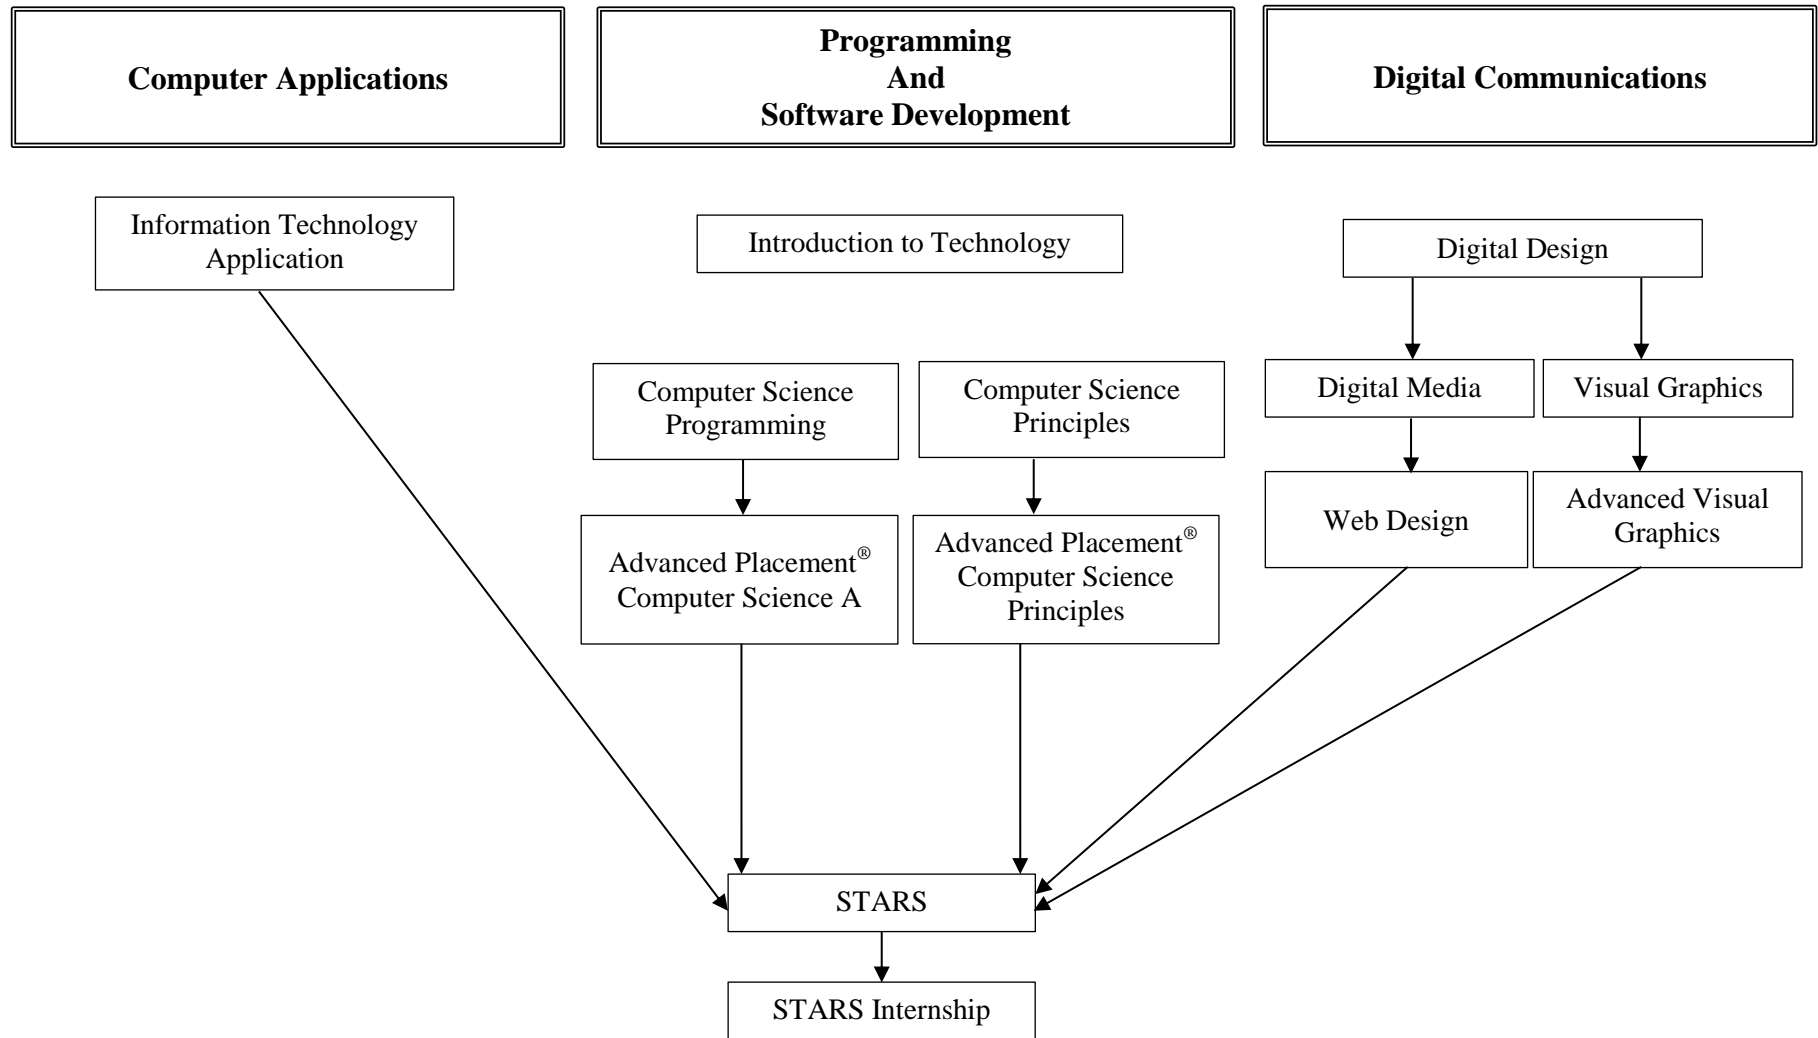 Computer Applications
Programming
And
Software Development
Digital Communications
Information Technology
Application
Introduction to Technology
Digital Design
Computer Science
Programming
Computer Science
Principles
Digital Media
Visual Graphics
Advanced Placement®
Computer Science A
Advanced Placement®
Computer Science
Principles
Web Design
Advanced Visual
Graphics
STARS
STARS Internship